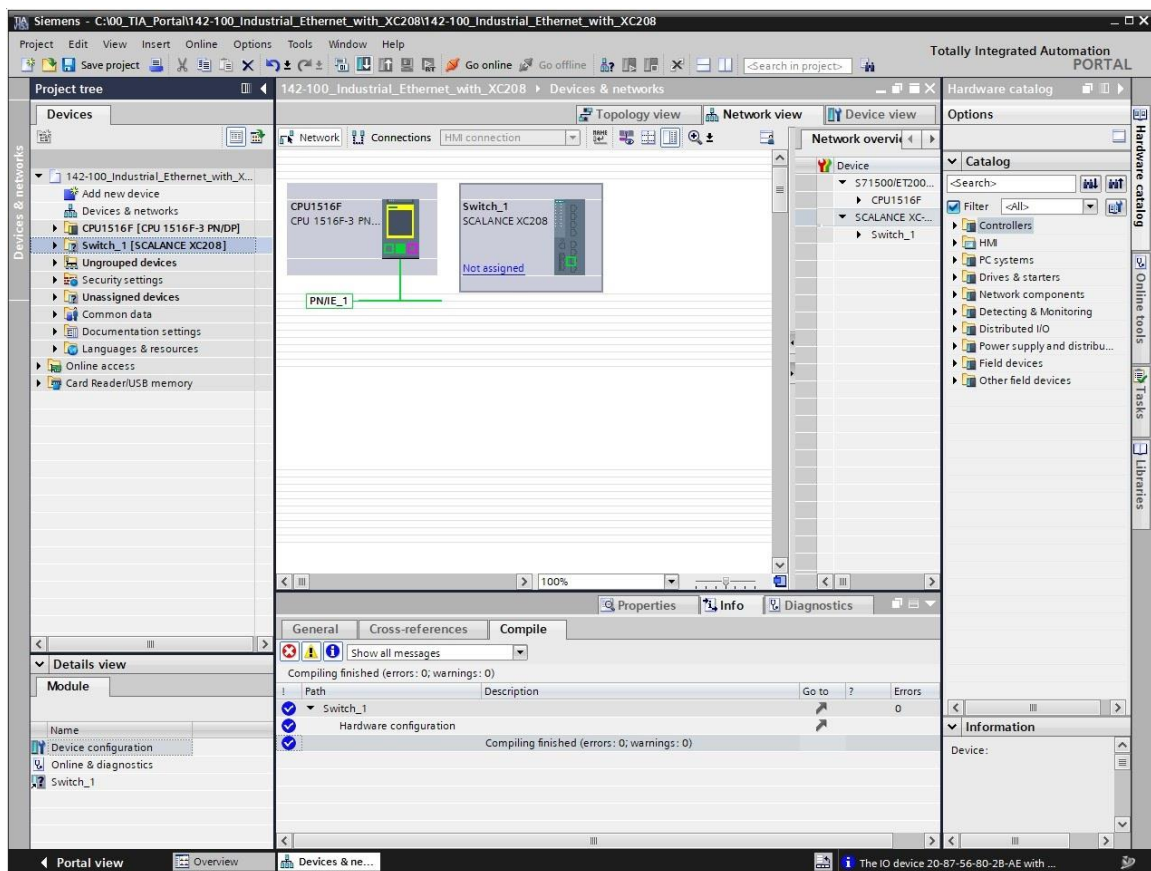 Siemens - C:\00_TIA_Portal\142-100_Industrial_Ethernet_with_XC208\142-100_Industrial_Ethernet_with_XC208
Project Edit View Insert Online Options Tools Window Help
Totally Integrated Automation
PORTAL
Save project
Go online
Go offline
<Search in project>
Project tree
Devices
142-100_Industrial_Ethernet_with_X...
Add new device
Devices & networks
CPU1516F [CPU 1516F-3 PN/DP]
Switch_1 [SCALANCE XC208]
Ungrouped devices
Security settings
Unassigned devices
Common data
Documentation settings
Languages & resources
Online access
Card Reader/USB memory
Devices & networks
Details view
Module
Name
Device configuration
Online & diagnostics
Switch_1
142-100_Industrial_Ethernet_with_XC208 Devices & networks
Topology view
Network view
Device view
Network
Connections
HMI connection
CPU1516F
CPU 1516F-3 PN...
Switch_1
SCALANCE XC208
Not assigned
PN/IE_1
100%
Network overvi
Device
S71500/ET200...
CPU1516F
SCALANCE XC-...
Switch_1
Properties
Info
Diagnostics
General
Cross-references
Compile
Show all messages
Compiling finished (errors: 0; warnings: 0)
! Path Description Go to ? Errors
Switch_1 0
Hardware configuration
Compiling finished (errors: 0; warnings: 0)
Hardware catalog
Options
Catalog
<Search>
Filter <All>
Controllers
HMI
PC systems
Drives & starters
Network components
Detecting & Monitoring
Distributed I/O
Power supply and distribu...
Field devices
Other field devices
Information
Device:
Hardware catalog
Online tools
Tasks
Libraries
Portal view
Overview
Devices & ne...
The IO device 20-87-56-80-2B-AE with ...